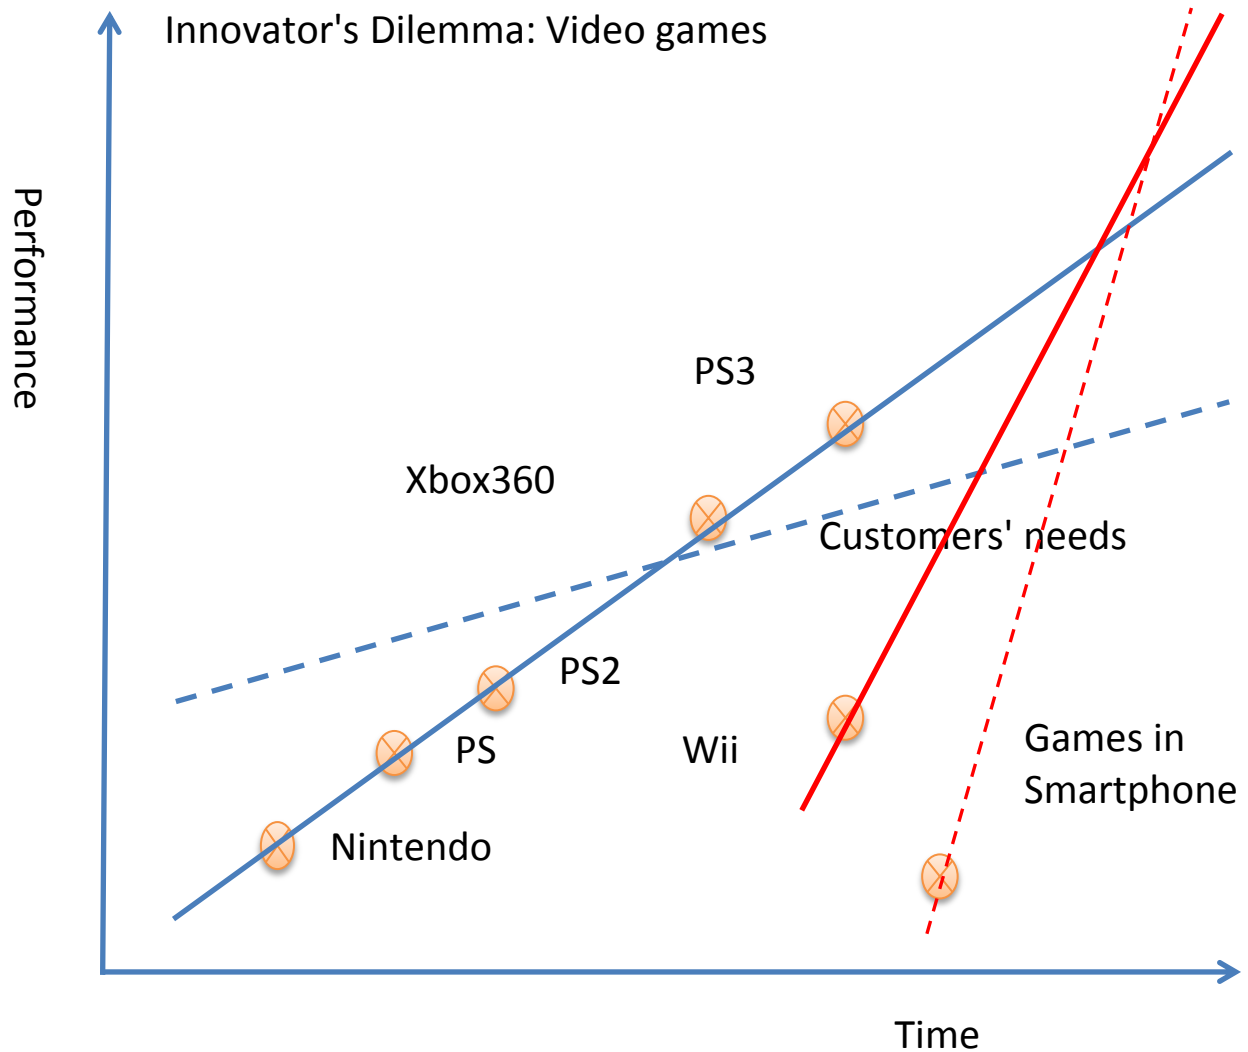 Innovator's Dilemma: Video games
Performance
PS3
Xbox360
Customers' needs
PS2
PS
Wii
Games in
Smartphone
Nintendo
Time